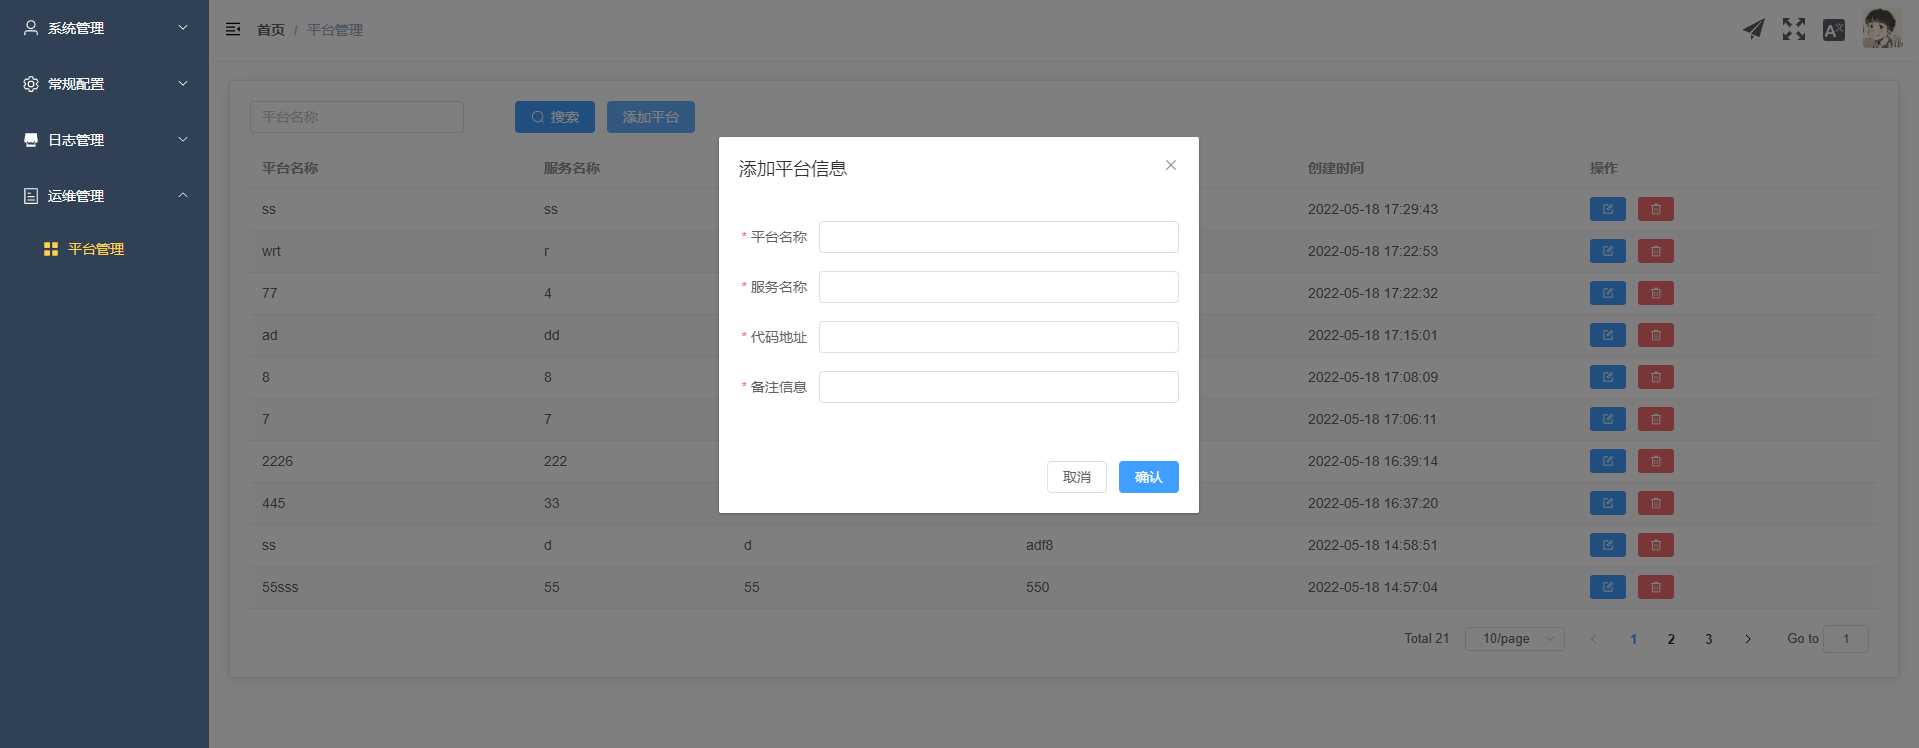 系统管理
常规配置
日志管理
运维管理
平台管理
首页 / 平台管理
平台名称 搜索 添加平台
平台名称 服务名称 创建时间 操作
ss ss 2022-05-18 17:29:43
wrt r 2022-05-18 17:22:53
77 4 2022-05-18 17:22:32
ad dd 2022-05-18 17:15:01
8 8 2022-05-18 17:08:09
7 7 2022-05-18 17:06:11
2226 222 2022-05-18 16:39:14
445 33 2022-05-18 16:37:20
ss d d adf8 2022-05-18 14:58:51
55sss 55 55 550 2022-05-18 14:57:04
Total 21 10/page 1 2 3 Go to 1
添加平台信息
* 平台名称
* 服务名称
* 代码地址
* 备注信息
取消 确认